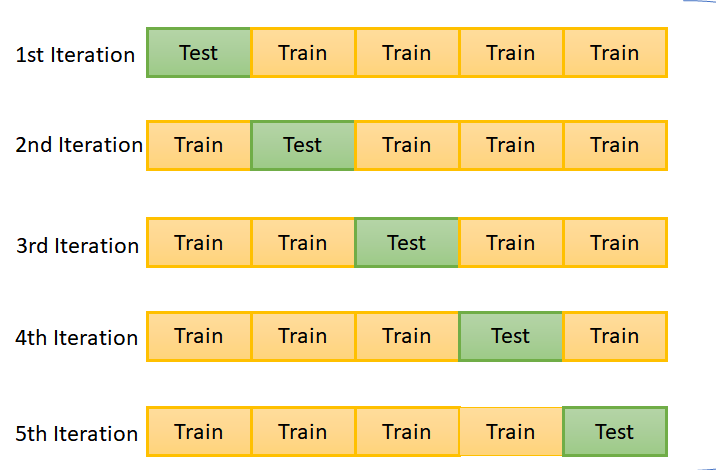 1st Iteration Test Train Train Train Train
2nd Iteration Train Test Train Train Train
3rd Iteration Train Train Test Train Train
4th Iteration Train Train Train Test Train
5th Iteration Train Train Train Train Test